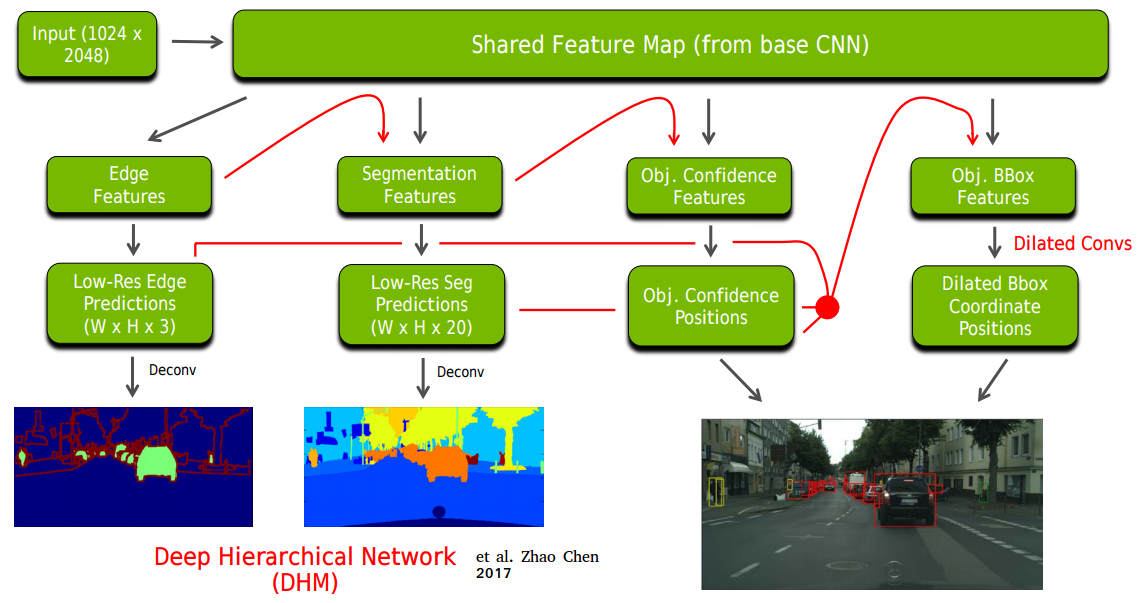 Input (1024 x
2048)
Shared Feature Map (from base CNN)
Edge
Features
Segmentation
Features
Obj. Confidence
Features
Obj. BBox
Features
Dilated Convs
Low-Res Edge
Predictions
(W x H x 3)
Low-Res Seg
Predictions
(W x H x 20)
Obj. Confidence
Positions
Dilated Bbox
Coordinate
Positions
Deconv
Deconv
Deep Hierarchical Network
(DHM)
et al. Zhao Chen
2017